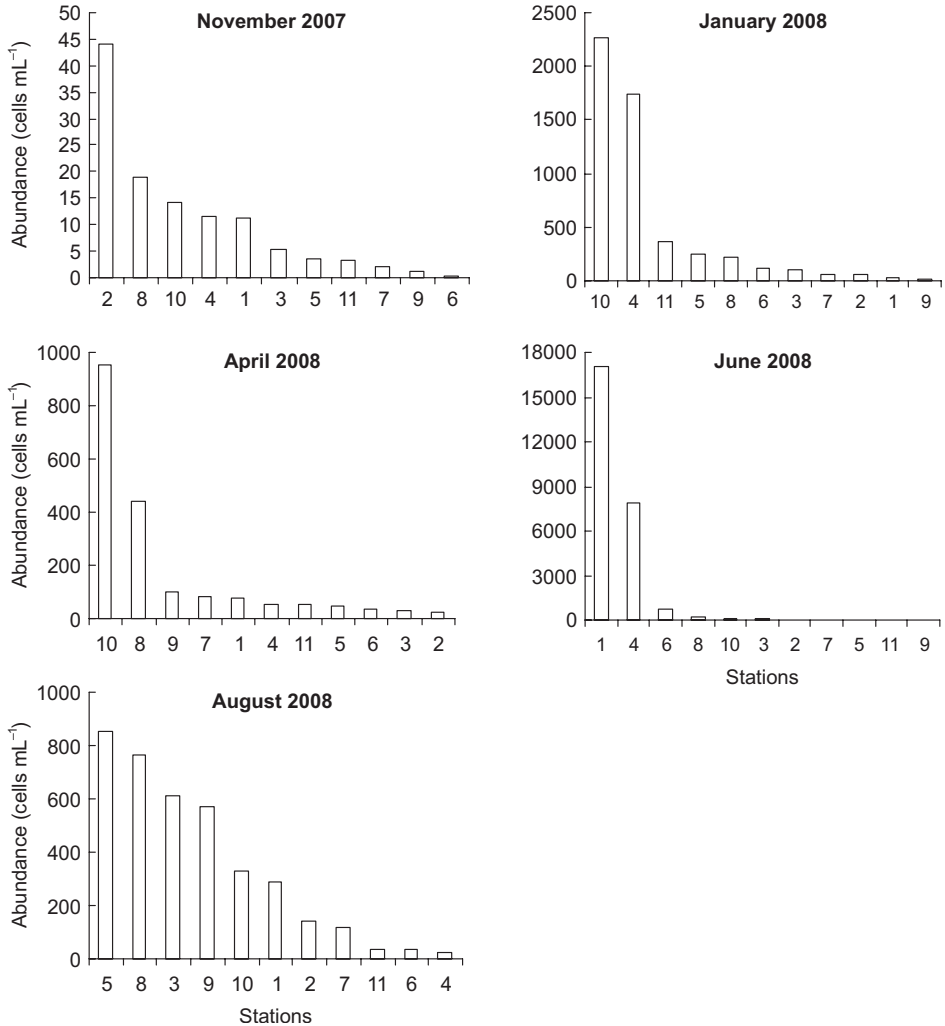 November 2007
Abundance (cells mL⁻¹)
50
45
40
35
30
25
20
15
10
5
0
2 8 10 4 1 3 5 11 7 9 6
January 2008
2500
2000
1500
1000
500
0
10 4 11 5 8 6 3 7 2 1 9
April 2008
Abundance (cells mL⁻¹)
1000
800
600
400
200
0
10 8 9 7 1 4 11 5 6 3 2
June 2008
18000
15000
12000
9000
6000
3000
0
1 4 6 8 10 3 2 7 5 11 9
Stations
August 2008
Abundance (cells mL⁻¹)
1000
800
600
400
200
0
5 8 3 9 10 1 2 7 11 6 4
Stations